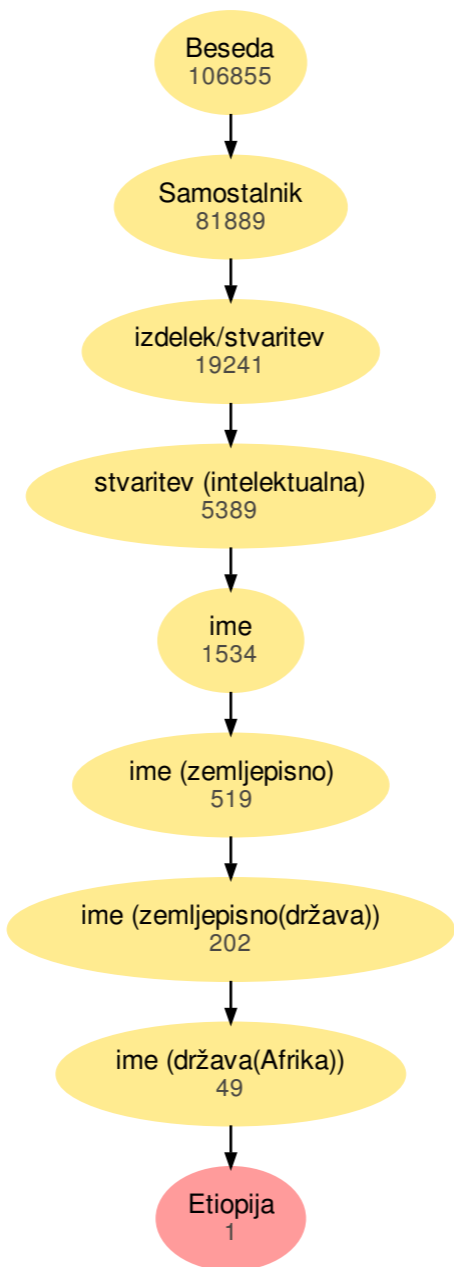 Beseda
106855
Samostalnik
81889
izdelek/stvaritev
19241
stvaritev (intelektualna)
5389
ime
1534
ime (zemljepisno)
519
ime (zemljepisno(država))
202
ime (država(Afrika))
49
Etiopija
1